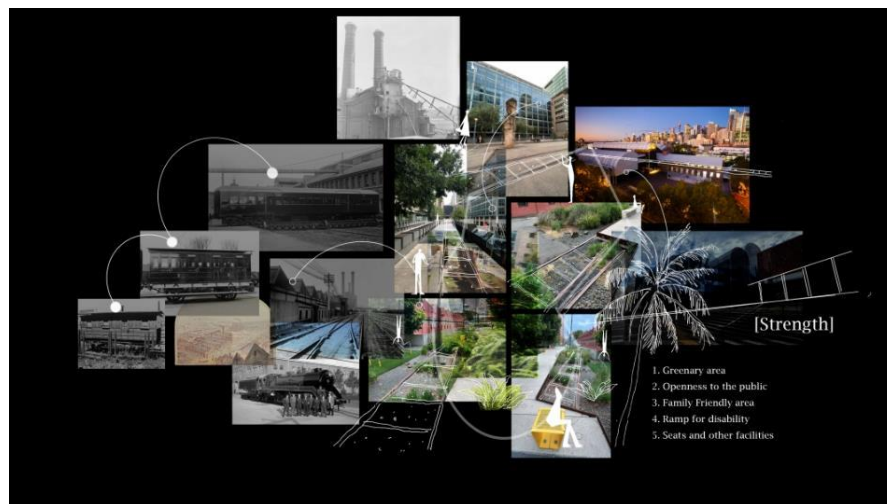 [Strength]
1. Greenary area
2. Openness to the public
3. Family Friendly area
4. Ramp for disability
5. Seats and other facilities